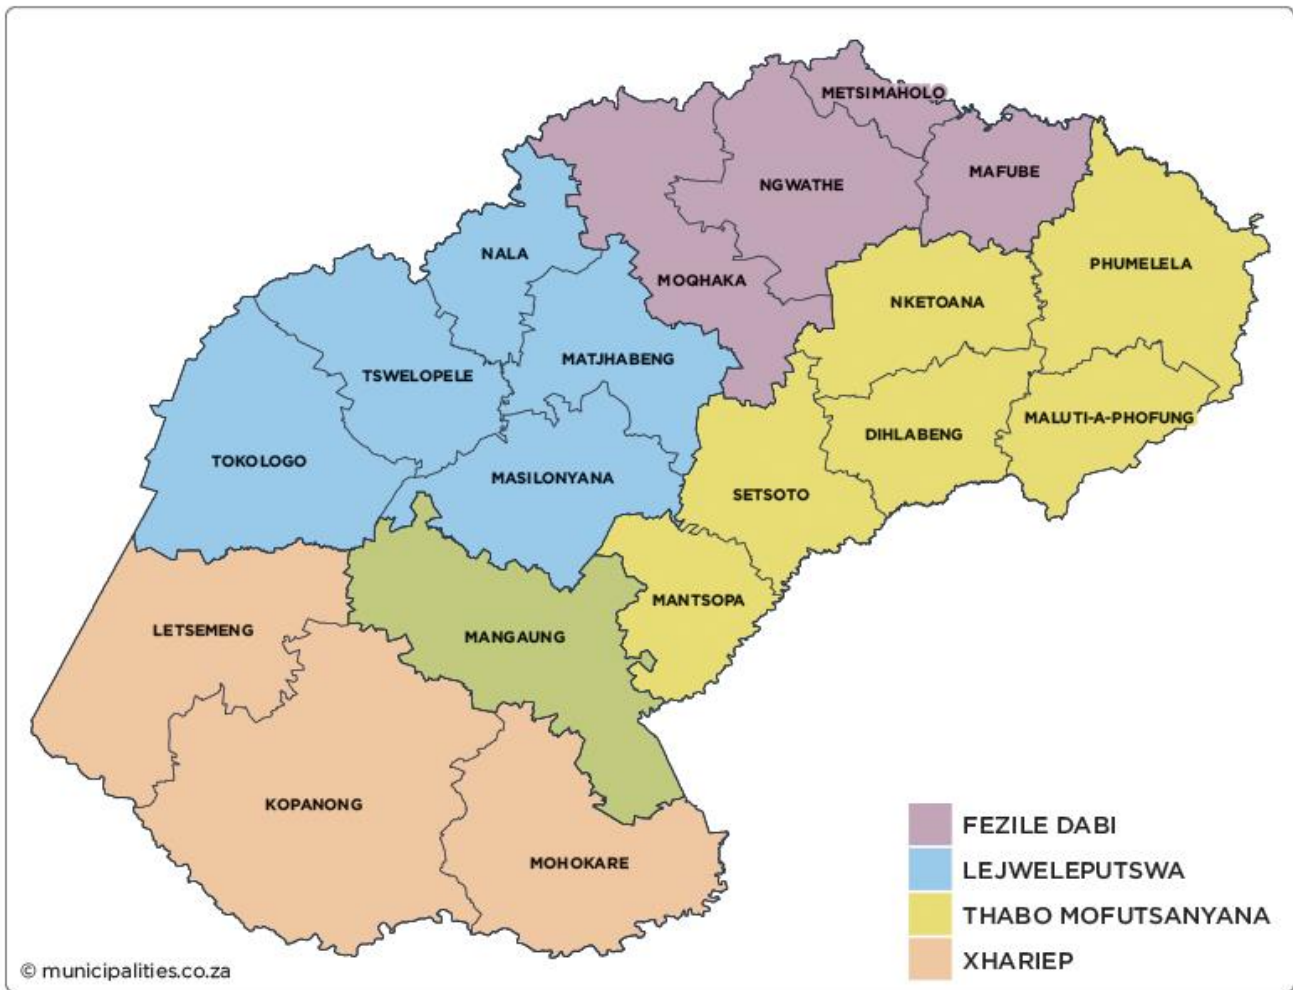 METSIMAHOLO
MAFUBE
NGWATHE
NALA
PHUMELELA
MOQHAKA
NKETOANA
MATJHABENG
TSWELOPELE
MALUTI-A-PHOFUNG
DIHLABENG
TOKOLOGO
MASILONYANA
SETSOTO
MANTSOPA
LETSEMENG
MANGAUNG
KOPANONG
MOHOKARE
FEZILE DABI
LEJWELEPUTSWA
THABO MOFUTSANYANA
XHARIEP
© municipalities.co.za